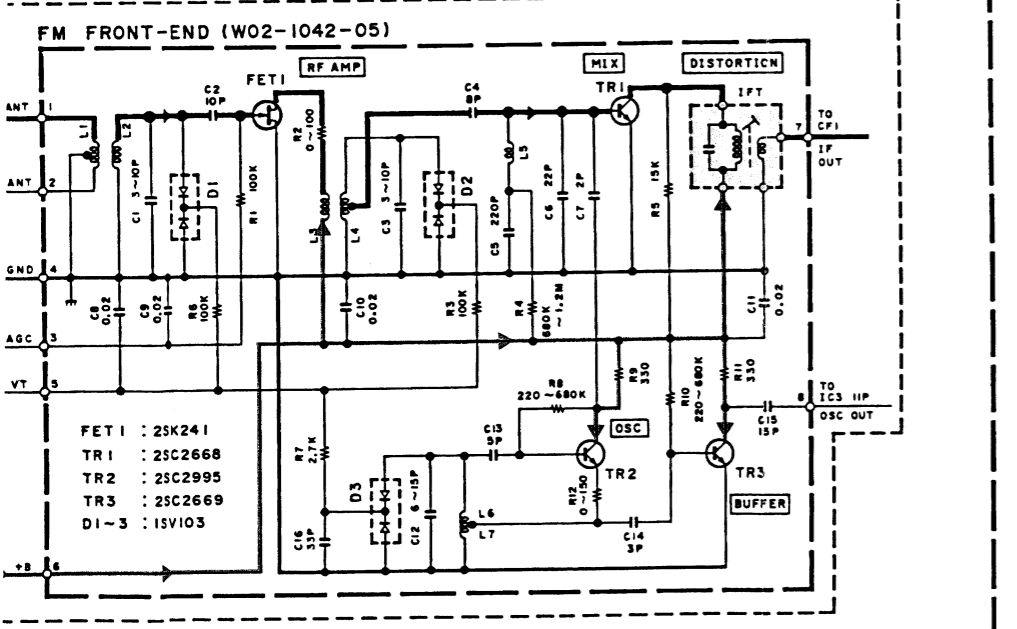 FM FRONT-END (W02-1042-05)
RF AMP
MIX
DISTORTICN
FET1
C2
10P
C4
8P
TR1
IFT
ANT 1
L1
L2
C1 3~10P
D1
R1 100K
R2
0~100
L3
L4
C3 3~10P
D2
L5
C5 220P
C6 22P
C7 2P
R5 15K
7
TO
CF1
IF
OUT
ANT 2
GND 4
C8
0.02
C9
0.02
R6
100K
C10
0.02
R3
100K
R4
680K
~1.2M
C11
0.02
AGC 3
VT 5
R8
220~680K
R9
330
R10
220~680K
R11
330
TO
IC3 11P
8
OSC OUT
C15
15P
FET1 : 2SK241
TR1 : 2SC2668
TR2 : 2SC2995
TR3 : 2SC2669
D1~3 : 1SV103
R7
2.7K
C13
5P
OSC
TR2
TR3
BUFFER
D3
C12 6~15P
L6
L7
R12
0~150
C16
33P
C14
3P
+B 6